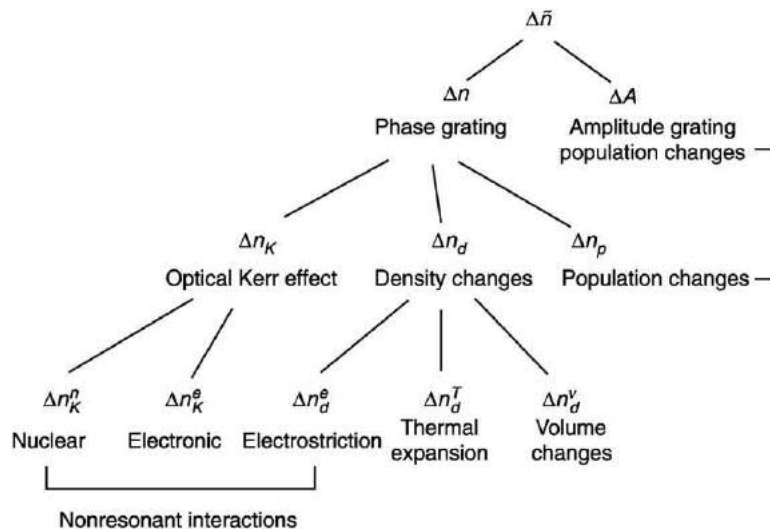 Δñ
Δn
ΔA
Phase grating
Amplitude grating
population changes
Δn_K
Δn_d
Δn_p
Optical Kerr effect
Density changes
Population changes
Δn_K^n
Δn_K^e
Δn_d^e
Δn_d^T
Δn_d^v
Nuclear
Electronic
Electrostriction
Thermal
expansion
Volume
changes
Nonresonant interactions